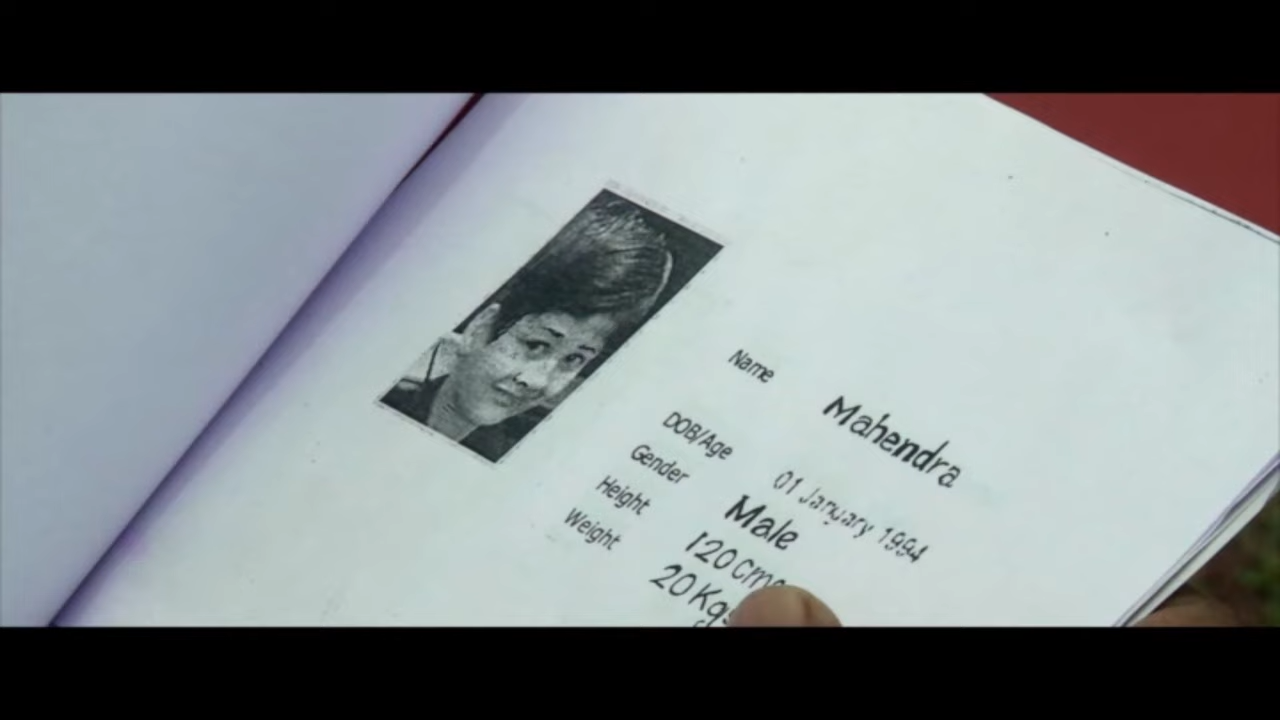 Name Mahendra
DOB/Age 01 January 1994
Gender Male
Height 120 Cms
Weight 20 Kgs